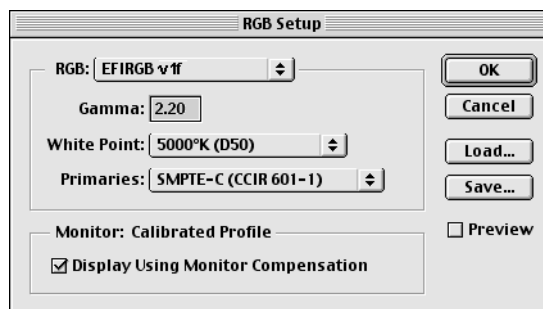 RGB Setup
RGB: EFIRGB v1f
Gamma: 2.20
White Point: 5000°K (D50)
Primaries: SMPTE-C (CCIR 601-1)
Monitor: Calibrated Profile
Display Using Monitor Compensation
OK
Cancel
Load...
Save...
Preview